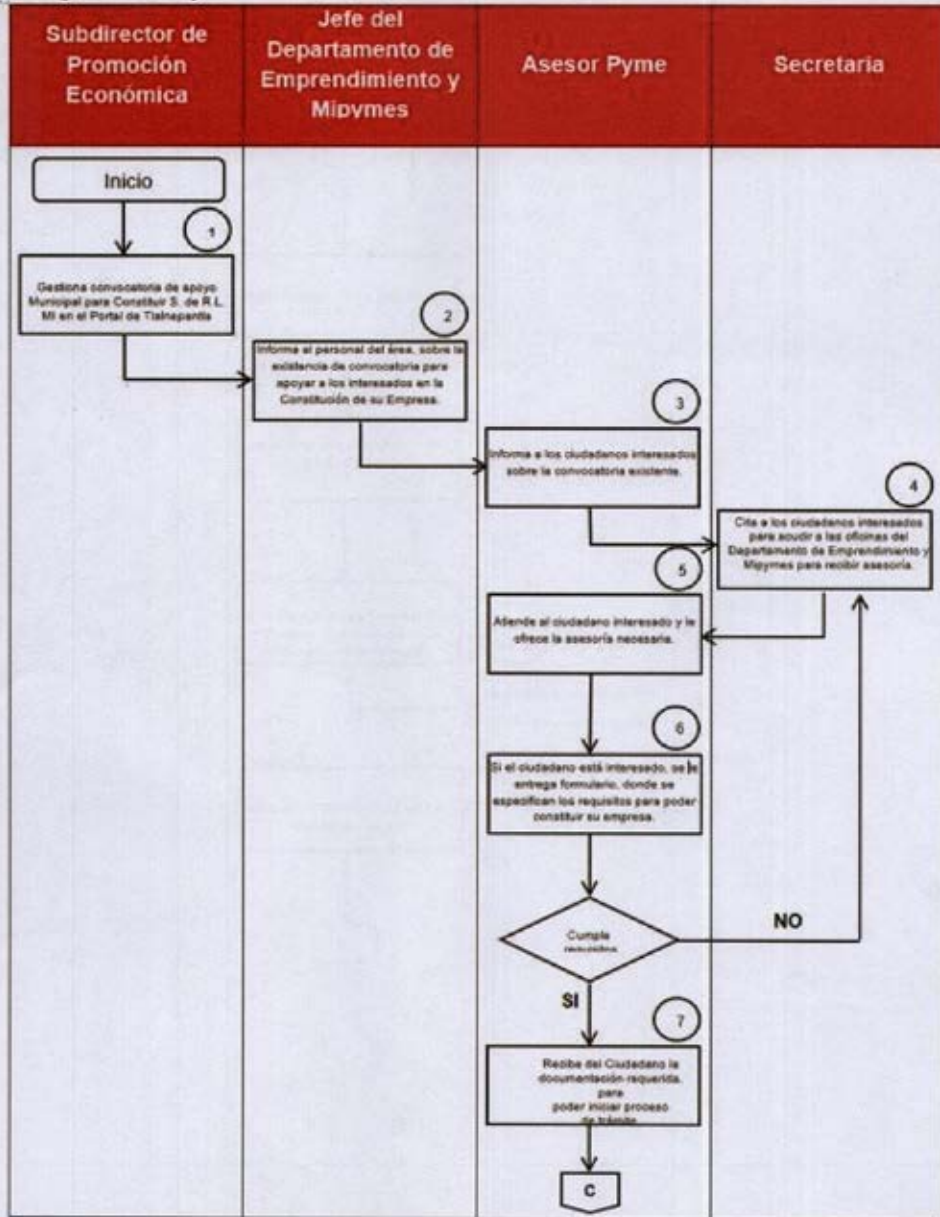 Subdirector de
Promoción
Económica
Jefe del
Departamento de
Emprendimiento y
Mipymes
Asesor Pyme
Secretaria
Inicio
1
Gestiona convocatoria de apoyo
Municipal para Constituir S. de R.L.
MI en el Portal de Tlalnepantla
2
Informa al personal del área, sobre la
existencia de convocatoria para
apoyar a los interesados en la
Constitución de su Empresa.
3
Informa a los ciudadanos interesados
sobre la convocatoria existente.
4
Cita a los ciudadanos interesados
para acudir a las oficinas del
Departamento de Emprendimiento y
Mipymes para recibir asesoría.
5
Atiende al ciudadano interesado y le
ofrece la asesoría necesaria.
6
Si el ciudadano está interesado, se le
entrega formulario, donde se
especifican los requisitos para poder
constituir su empresa.
Cumple
requisitos
NO
SI
7
Recibe del Ciudadano la
documentación requerida,
para
poder iniciar proceso
de trámite.
C